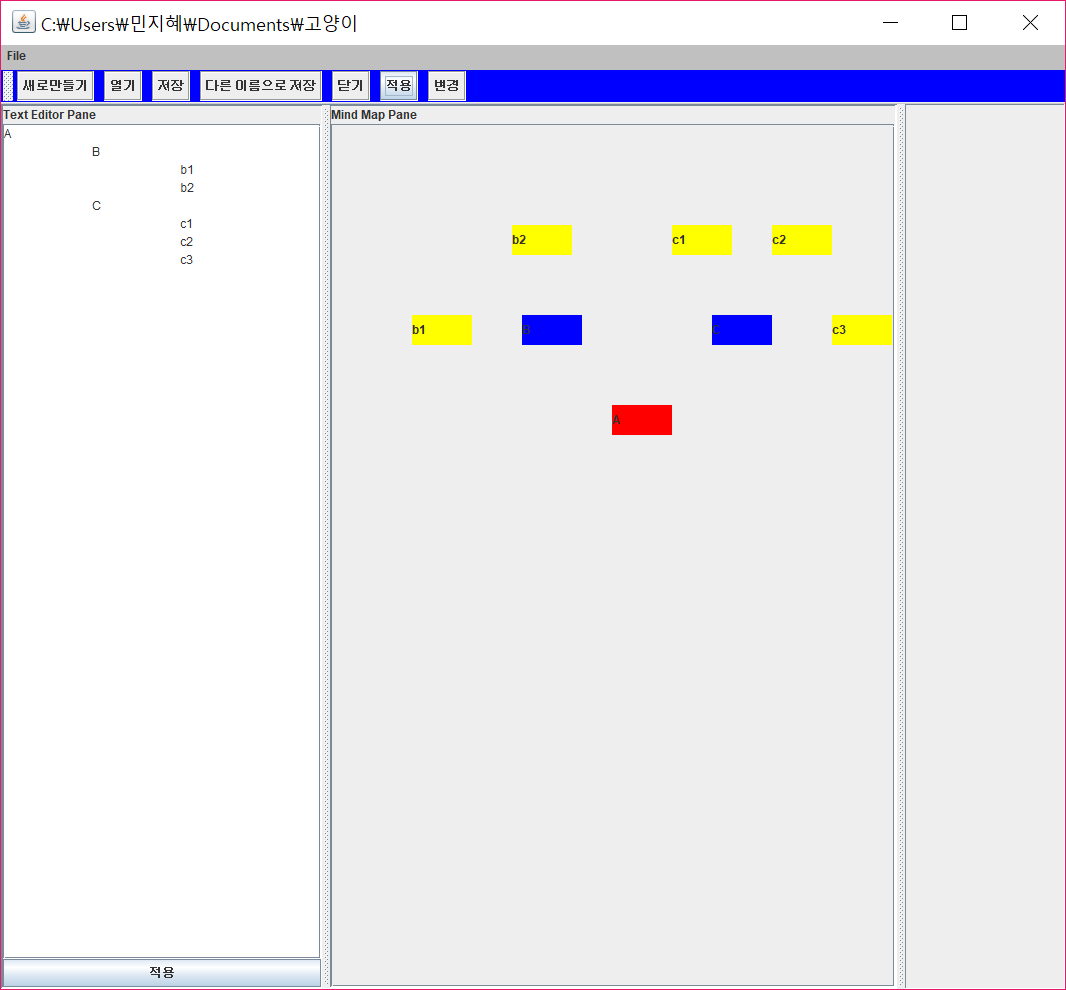 C:₩Users₩민지혜₩Documents₩고양이
File
새로만들기 열기 저장 다른 이름으로 저장 닫기 적용 변경
Text Editor Pane
A
B
b1
b2
C
c1
c2
c3
적용
Mind Map Pane
b2 c1 c2
b1 B C c3
A